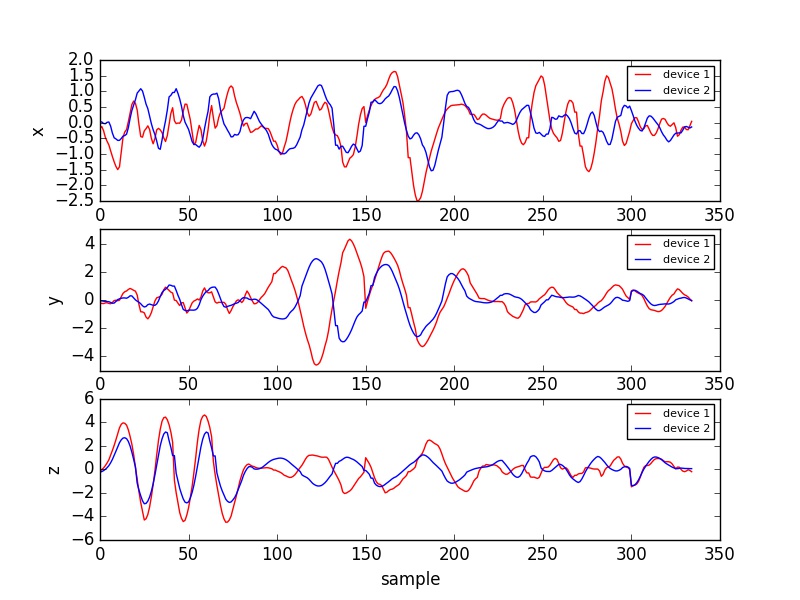 2.0
1.5
1.0
0.5
0.0
−0.5
−1.0
−1.5
−2.0
−2.5
x
device 1
device 2
0 50 100 150 200 250 300 350
4
2
0
−2
−4
y
device 1
device 2
0 50 100 150 200 250 300 350
6
4
2
0
−2
−4
−6
z
device 1
device 2
0 50 100 150 200 250 300 350
sample